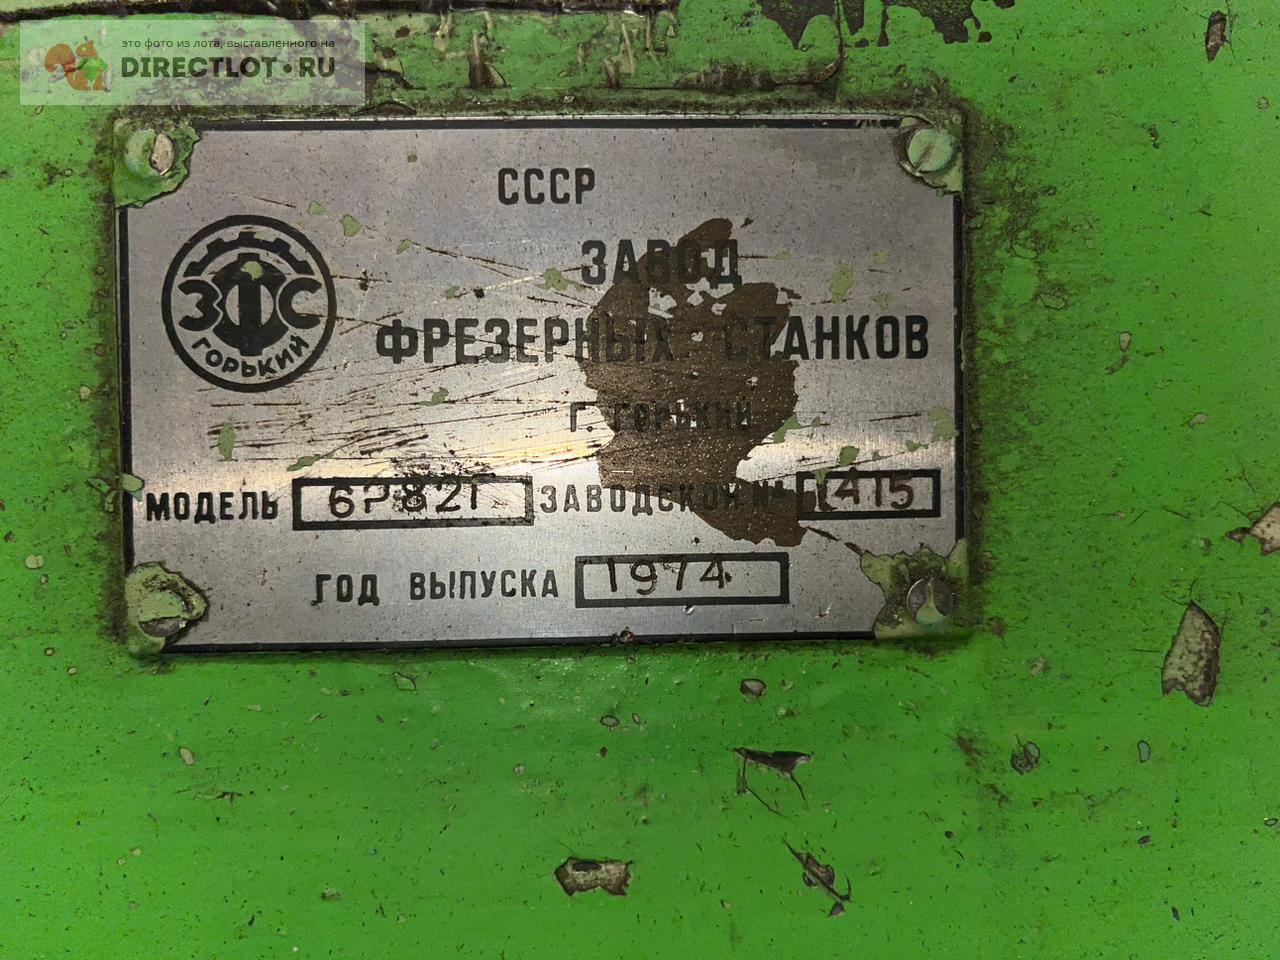 это фото из лота, выставленного на
DIRECTLOT•RU
СССР
ЗАВОД
ФРЕЗЕРНЫХ СТАНКОВ
Г. ГОРЬКИЙ
ЗФС
ГОРЬКИЙ
МОДЕЛЬ 6Р82Г ЗАВОДСКОЙ №
ГОД ВЫПУСКА 1974